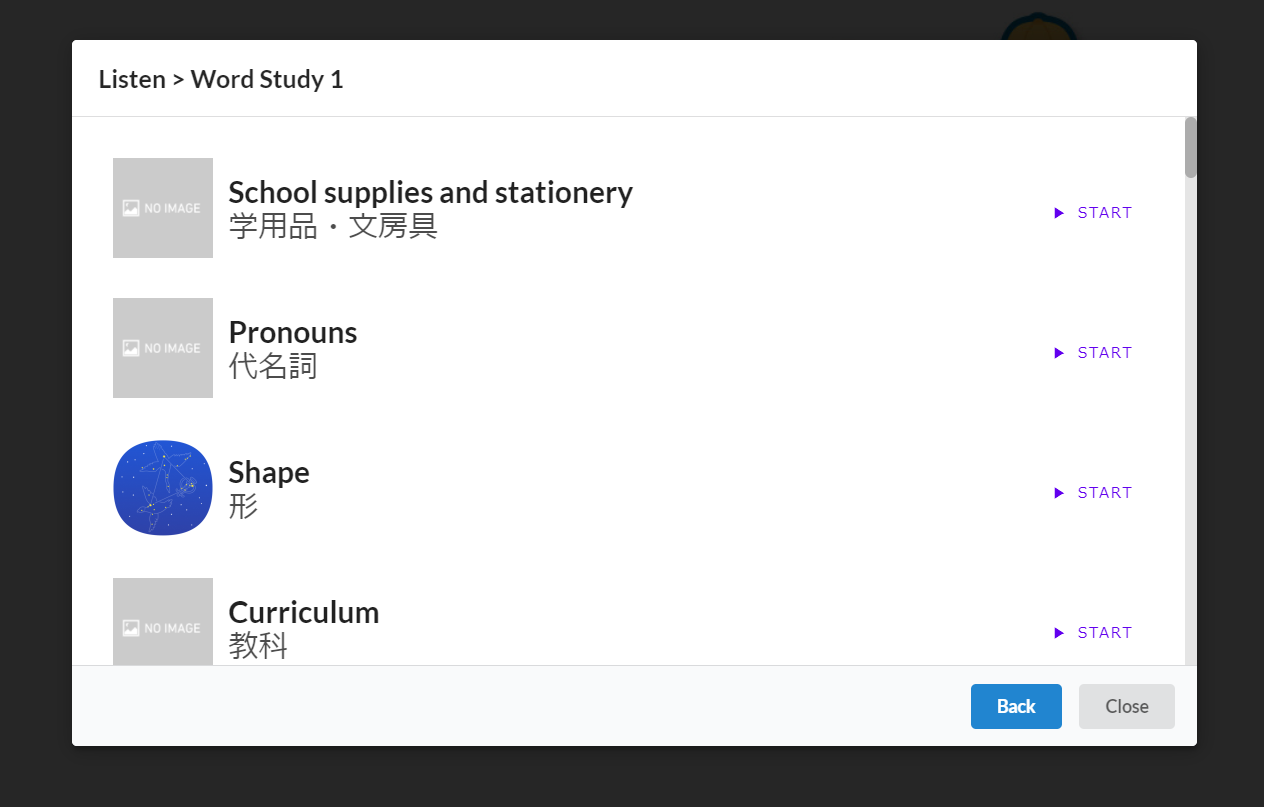 Listen > Word Study 1
NO IMAGE
School supplies and stationery
学用品・文房具
START
NO IMAGE
Pronouns
代名詞
START
Shape
形
START
NO IMAGE
Curriculum
教科
START
Back
Close